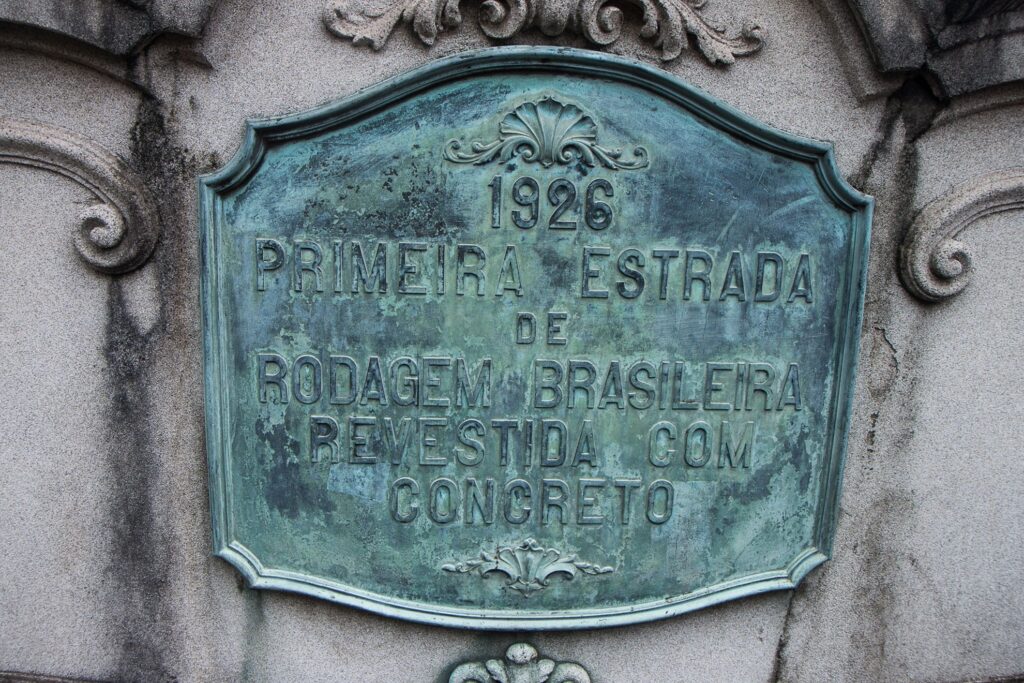 1926
PRIMEIRA ESTRADA
DE
RODAGEM BRASILEIRA
REVESTIDA COM
CONCRETO